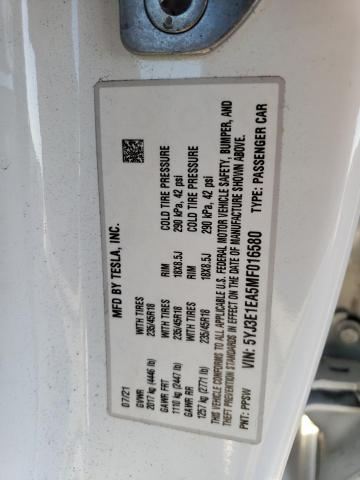 MFD BY TESLA, INC.
07/21
GVWR
2017 kg (4446 lb)
GAWR FRT WITH TIRES RIM COLD TIRE PRESSURE
1110 kg (2447 lb) 235/45R18 18X8.5J 290 kPa, 42 psi
GAWR RR WITH TIRES RIM COLD TIRE PRESSURE
1257 kg (2771 lb) 235/45R18 18X8.5J 290 kPa, 42 psi
THIS VEHICLE CONFORMS TO ALL APPLICABLE U.S. FEDERAL MOTOR VEHICLE SAFETY, BUMPER, AND
THEFT PREVENTION STANDARDS IN EFFECT ON THE DATE OF MANUFACTURE SHOWN ABOVE.
VIN: 5YJ3E1EA5MF016580 TYPE: PASSENGER CAR
PNT: PPSW